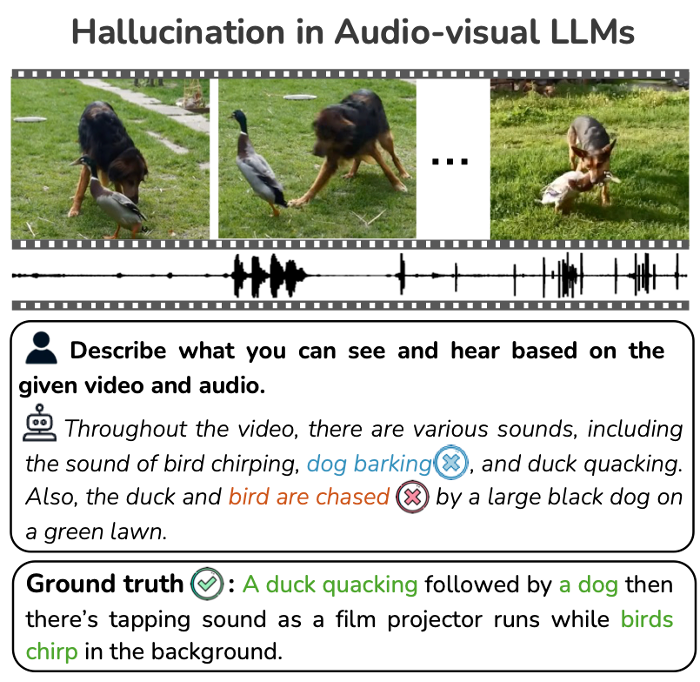 Hallucination in Audio-visual LLMs
...
Describe what you can see and hear based on the
given video and audio.
Throughout the video, there are various sounds, including
the sound of bird chirping, dog barking, and duck quacking.
Also, the duck and bird are chased by a large black dog on
a green lawn.
Ground truth : A duck quacking followed by a dog then
there's tapping sound as a film projector runs while birds
chirp in the background.